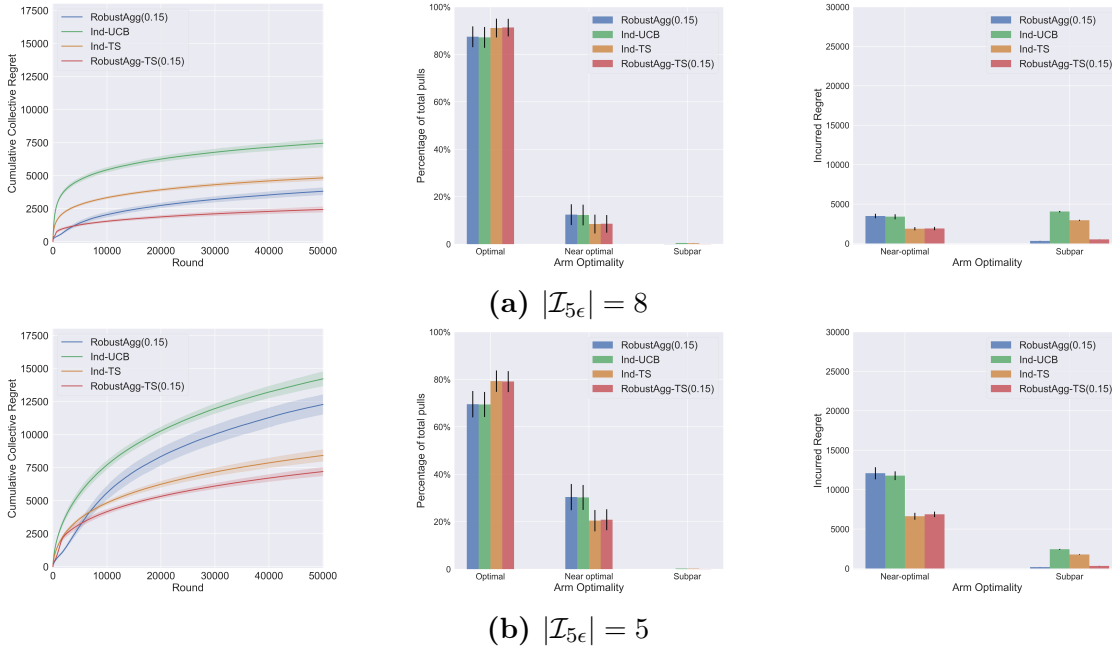 17500
15000
12500
10000
7500
5000
2500
0
Cumulative Collective Regret
0 10000 20000 30000 40000 50000
Round
RobustAgg(0.15)
Ind-UCB
Ind-TS
RobustAgg-TS(0.15)
100%
80%
60%
40%
20%
0
Percentage of total pulls
Optimal Near optimal Subpar
Arm Optimality
RobustAgg(0.15)
Ind-UCB
Ind-TS
RobustAgg-TS(0.15)
30000
25000
20000
15000
10000
5000
0
Incurred Regret
Near-optimal Subpar
Arm Optimality
RobustAgg(0.15)
Ind-UCB
Ind-TS
RobustAgg-TS(0.15)
(a) |𝓘₅ϵ| = 8
17500
15000
12500
10000
7500
5000
2500
0
Cumulative Collective Regret
0 10000 20000 30000 40000 50000
Round
RobustAgg(0.15)
Ind-UCB
Ind-TS
RobustAgg-TS(0.15)
100%
80%
60%
40%
20%
0
Percentage of total pulls
Optimal Near optimal Subpar
Arm Optimality
RobustAgg(0.15)
Ind-UCB
Ind-TS
RobustAgg-TS(0.15)
30000
25000
20000
15000
10000
5000
0
Incurred Regret
Near-optimal Subpar
Arm Optimality
RobustAgg(0.15)
Ind-UCB
Ind-TS
RobustAgg-TS(0.15)
(b) |𝓘₅ϵ| = 5